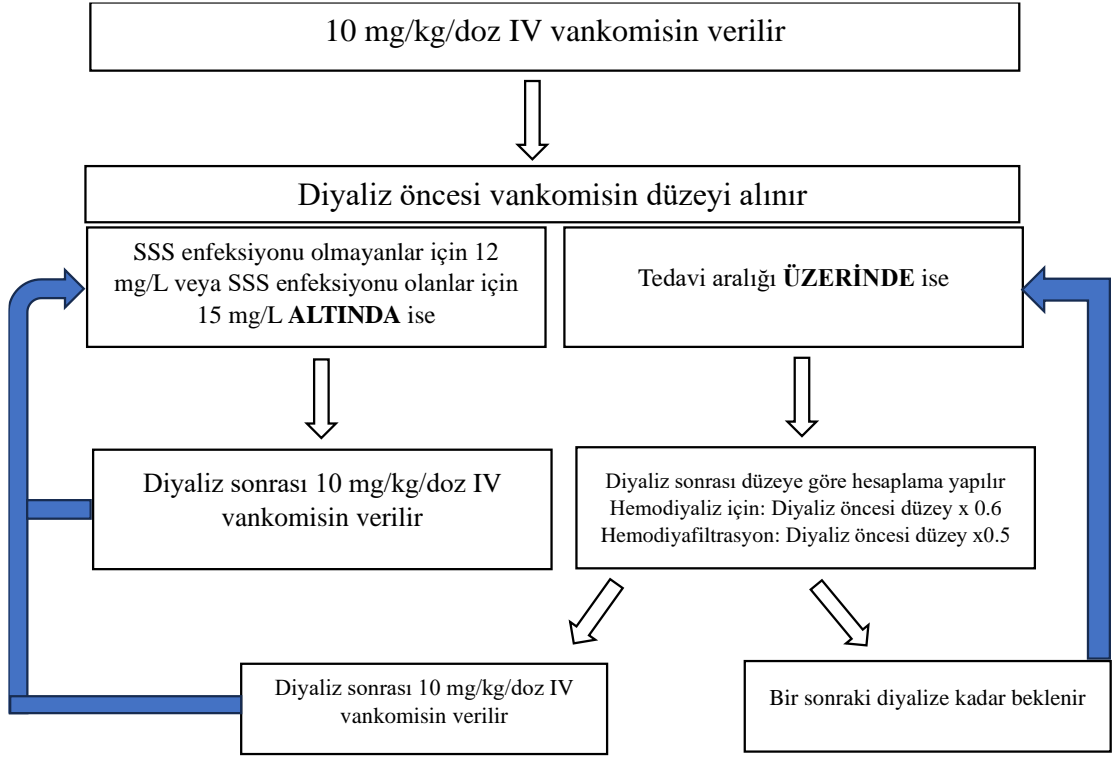 10 mg/kg/doz IV vankomisin verilir
Diyaliz öncesi vankomisin düzeyi alınır
SSS enfeksiyonu olmayanlar için 12
mg/L veya SSS enfeksiyonu olanlar için
15 mg/L ALTINDA ise
Tedavi aralığı ÜZERİNDE ise
Diyaliz sonrası 10 mg/kg/doz IV
vankomisin verilir
Diyaliz sonrası düzeye göre hesaplama yapılır
Hemodiyaliz için: Diyaliz öncesi düzey x 0.6
Hemodiyafiltrasyon: Diyaliz öncesi düzey x0.5
Diyaliz sonrası 10 mg/kg/doz IV
vankomisin verilir
Bir sonraki diyalize kadar beklenir